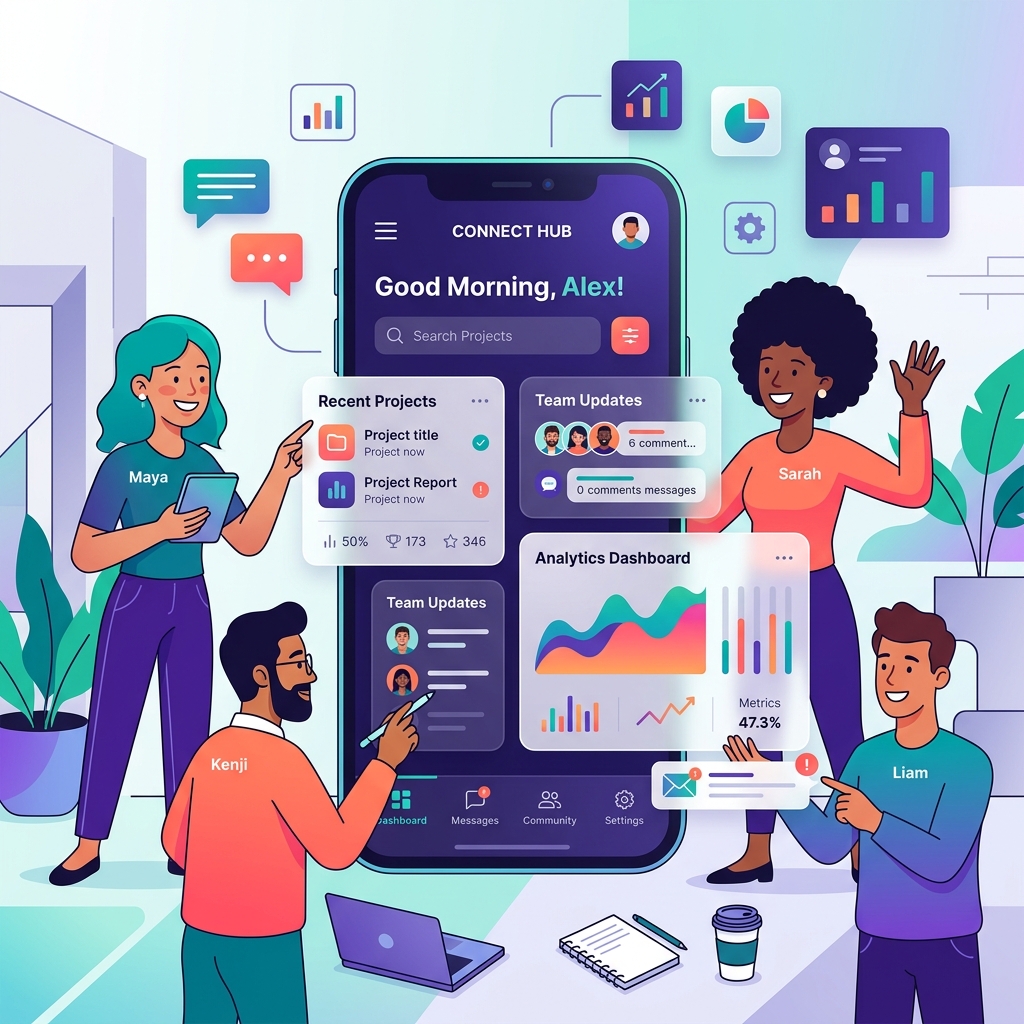 CONNECT HUB
Good Morning, Alex!
Search Projects
Recent Projects
Project title
Project now
Project Report
Project now
50%
173
346
Team Updates
6 comment...
0 comments messages
Analytics Dashboard
Metrics
47.3%
Team Updates
Dashboard
Messages
Community
Settings
Maya
Sarah
Kenji
Liam
!
!